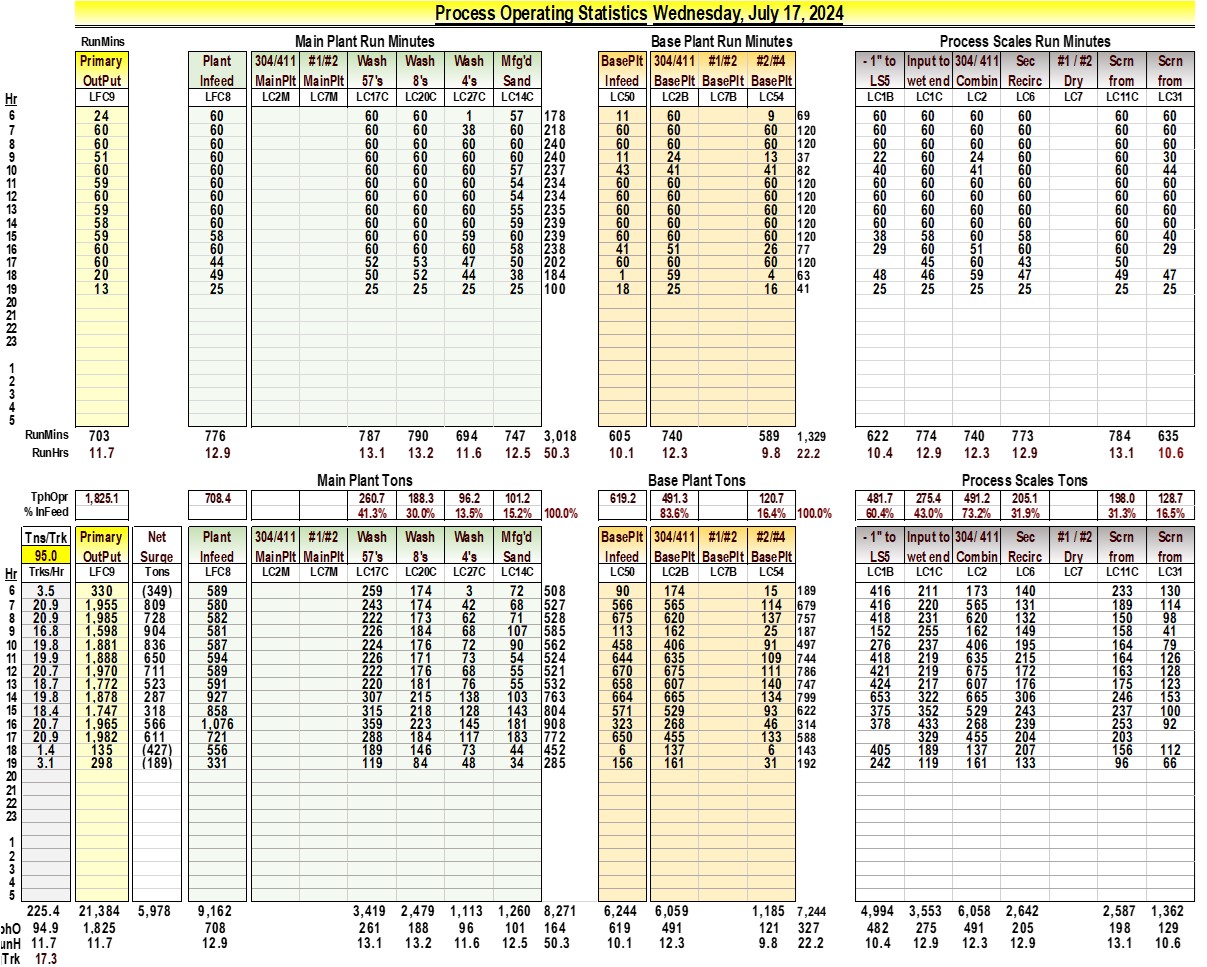 Process Operating Statistics Wednesday, July 17, 2024
RunMins Main Plant Run Minutes Base Plant Run Minutes Process Scales Run Minutes
Primary Plant 304/411 #1/#2 Wash Wash Wash Mfg'd BasePlt 304/411 #1/#2 #2/#4 - 1" to Input to 304/ 411 Sec #1 / #2 Scrn Scrn
OutPut Infeed MainPlt MainPlt 57's 8's 4's Sand Infeed BasePlt BasePlt BasePlt LS5 wet end Combin Recirc Dry from from
Hr LFC9 LFC8 LC2M LC7M LC17C LC20C LC27C LC14C LC50 LC2B LC7B LC54 LC1B LC1C LC2 LC6 LC7 LC11C LC31
6 24 60 60 60 1 57 178 11 60 9 69 60 60 60 60 60 60
7 60 60 60 60 38 60 218 60 60 60 120 60 60 60 60 60 60
8 60 60 60 60 60 60 240 60 60 60 120 60 60 60 60 60 60
9 51 60 60 60 60 60 240 11 24 13 37 22 60 24 60 60 30
10 60 60 60 60 60 57 237 43 41 41 82 40 60 41 60 60 44
11 59 60 60 60 60 54 234 60 60 60 120 60 60 60 60 60 60
12 60 60 60 60 60 54 234 60 60 60 120 60 60 60 60 60 60
13 59 60 60 60 60 55 235 60 60 60 120 60 60 60 60 60 60
14 58 60 60 60 60 59 239 60 60 60 120 60 60 60 60 60 60
15 59 58 60 60 59 60 239 60 60 60 120 38 58 60 58 60 40
16 60 60 60 60 60 58 238 41 51 26 77 29 60 51 60 60 29
17 60 44 52 53 47 50 202 60 60 60 120 45 60 43 50
18 20 49 50 52 44 38 184 1 59 4 63 48 46 59 47 49 47
19 13 25 25 25 25 25 100 18 25 16 41 25 25 25 25 25 25
20
21
22
23
1
2
3
4
5
RunMins 703 776 787 790 694 747 3,018 605 740 589 1,329 622 774 740 773 784 635
RunHrs 11.7 12.9 13.1 13.2 11.6 12.5 50.3 10.1 12.3 9.8 22.2 10.4 12.9 12.3 12.9 13.1 10.6
Main Plant Tons Base Plant Tons Process Scales Tons
TphOpr 1,825.1 708.4 260.7 188.3 96.2 101.2 619.2 491.3 120.7 481.7 275.4 491.2 205.1 198.0 128.7
% InFeed 41.3% 30.0% 13.5% 15.2% 100.0% 83.6% 16.4% 100.0% 60.4% 43.0% 73.2% 31.9% 31.3% 16.5%
Tns/Trk Primary Net Plant 304/411 #1/#2 Wash Wash Wash Mfg'd BasePlt 304/411 #1/#2 #2/#4 - 1" to Input to 304/ 411 Sec #1 / #2 Scrn Scrn
95.0 OutPut Surge Infeed MainPlt MainPlt 57's 8's 4's Sand Infeed BasePlt BasePlt BasePlt LS5 wet end Combin Recirc Dry from from
Hr Trks/Hr LFC9 Tons LFC8 LC2M LC7M LC17C LC20C LC27C LC14C LC50 LC2B LC7B LC54 LC1B LC1C LC2 LC6 LC7 LC11C LC31
6 3.5 330 (349) 589 259 174 3 72 508 90 174 15 189 416 211 173 140 233 130
7 20.9 1,955 809 580 243 174 42 68 527 566 565 114 679 416 220 565 131 189 114
8 20.9 1,985 728 582 222 173 62 71 528 675 620 137 757 418 231 620 132 150 98
9 16.8 1,598 904 581 226 184 68 107 585 113 162 25 187 152 255 162 149 158 41
10 19.8 1,881 836 587 224 176 72 90 562 458 406 91 497 276 237 406 195 164 79
11 19.9 1,888 650 594 226 171 73 54 524 644 635 109 744 418 219 635 215 164 126
12 20.7 1,970 711 589 222 176 68 55 521 670 675 111 786 421 219 675 172 163 128
13 18.7 1,772 523 591 220 181 76 55 532 658 607 140 747 424 217 607 176 175 123
14 19.8 1,878 287 927 307 215 138 103 763 664 665 134 799 653 322 665 306 246 153
15 18.4 1,747 318 858 315 218 128 143 804 571 529 93 622 375 352 529 243 237 100
16 20.7 1,965 566 1,076 359 223 145 181 908 323 268 46 314 378 433 268 239 253 92
17 20.9 1,982 611 721 288 184 117 183 772 650 455 133 588 329 455 204 203
18 1.4 135 (427) 556 189 146 73 44 452 6 137 6 143 405 189 137 207 156 112
19 3.1 298 (189) 331 119 84 48 34 285 156 161 31 192 242 119 161 133 96 66
20
21
22
23
1
2
3
4
5
225.4 21,384 5,978 9,162 3,419 2,479 1,113 1,260 8,271 6,244 6,059 1,185 7,244 4,994 3,553 6,058 2,642 2,587 1,362
phO 94.9 1,825 708 261 188 96 101 164 619 491 121 327 482 275 491 205 198 129
unH 11.7 11.7 12.9 13.1 13.2 11.6 12.5 50.3 10.1 12.3 9.8 22.2 10.4 12.9 12.3 12.9 13.1 10.6
Trk 17.3